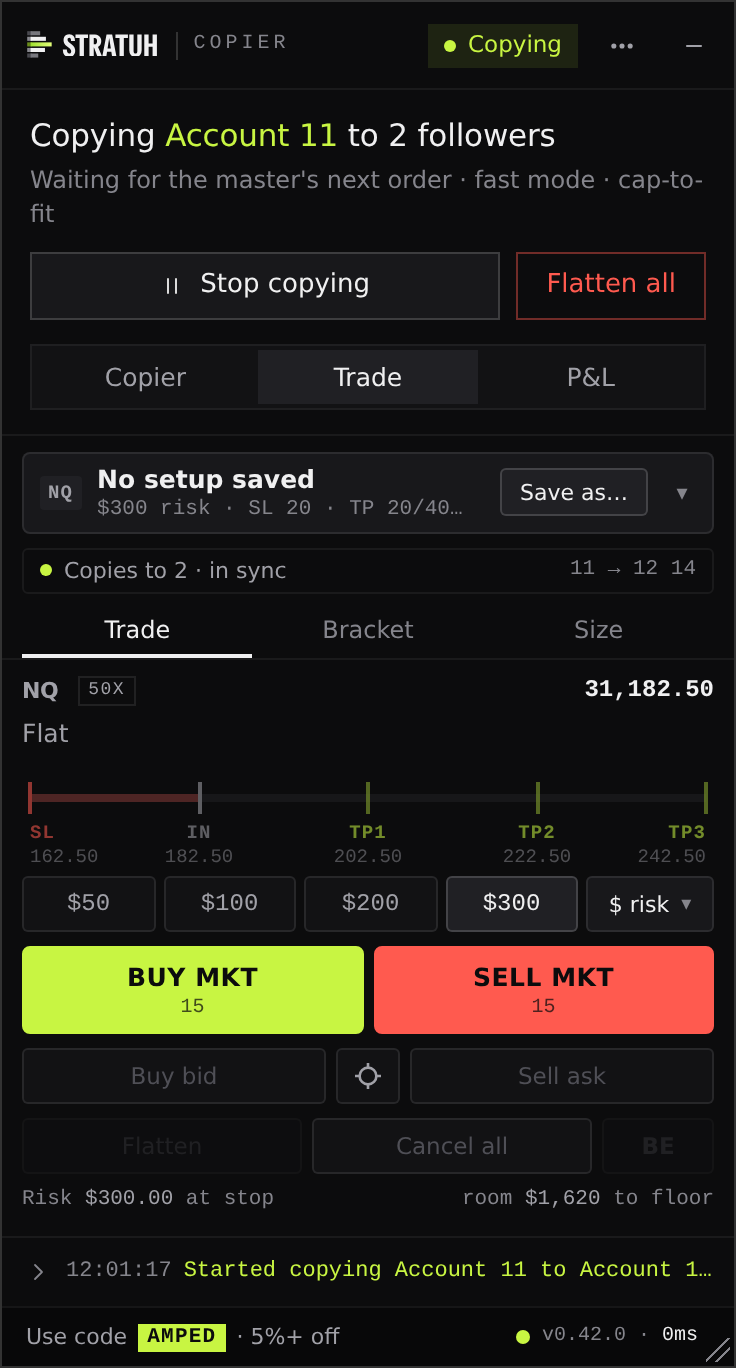 STRATUH COPIER Copying ••• –
Copying Account 11 to 2 followers
Waiting for the master's next order · fast mode · cap-to-
fit
Stop copying Flatten all
Copier Trade P&L
NQ No setup saved Save as…
$300 risk · SL 20 · TP 20/40…
Copies to 2 · in sync 11 → 12 14
Trade Bracket Size
NQ 50X 31,182.50
Flat
SL IN TP1 TP2 TP3
162.50 182.50 202.50 222.50 242.50
$50 $100 $200 $300 $ risk ▼
BUY MKT SELL MKT
15 15
Buy bid Sell ask
Flatten Cancel all BE
Risk $300.00 at stop room $1,620 to floor
12:01:17 Started copying Account 11 to Account 1…
Use code AMPED · 5%+ off v0.42.0 · 0ms